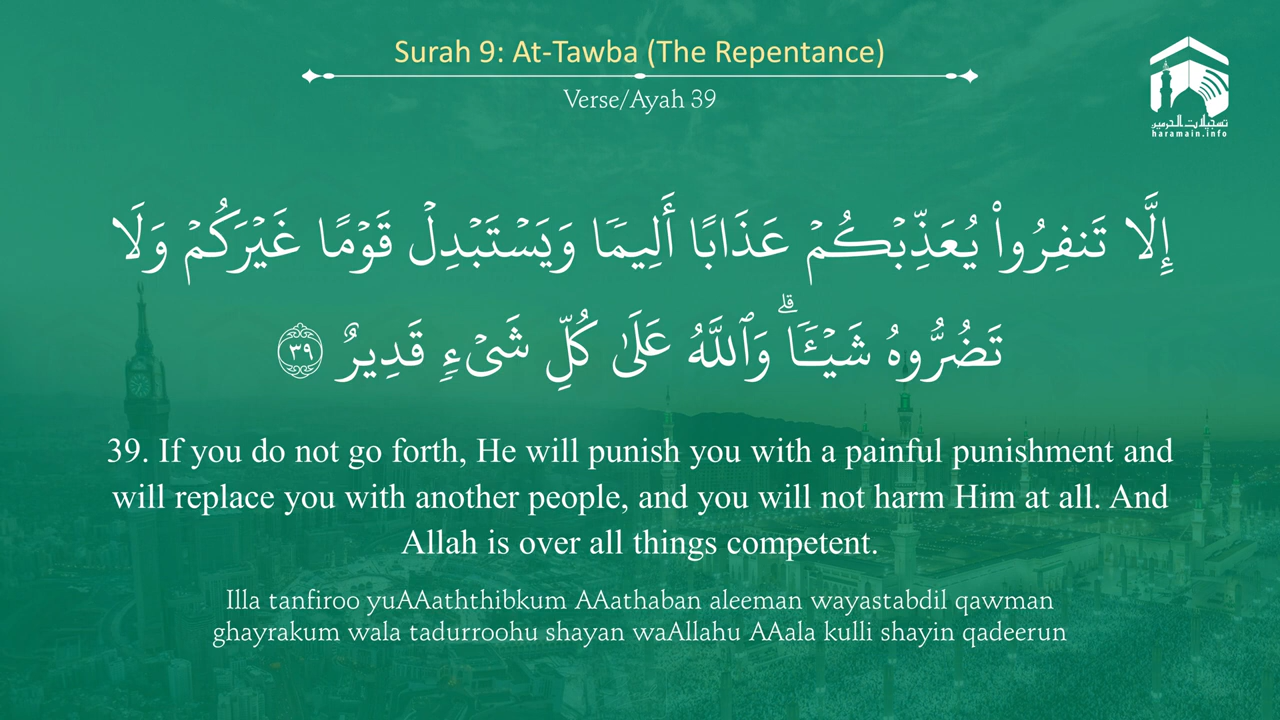 Surah 9: At-Tawba (The Repentance)
Verse/Ayah 39
تسجيلات الحرمين
haramain.info
إِلَّا تَنفِرُوا۟ يُعَذِّبْكُمْ عَذَابًا أَلِيمًا وَيَسْتَبْدِلْ قَوْمًا غَيْرَكُمْ وَلَا
تَضُرُّوهُ شَيْـًٔا ۗ وَٱللَّهُ عَلَىٰ كُلِّ شَىْءٍ قَدِيرٌ ٣٩
39. If you do not go forth, He will punish you with a painful punishment and
will replace you with another people, and you will not harm Him at all. And
Allah is over all things competent.
Illa tanfiroo yuAAaththibkum AAathaban aleeman wayastabdil qawman
ghayrakum wala tadurroohu shayan waAllahu AAala kulli shayin qadeerun